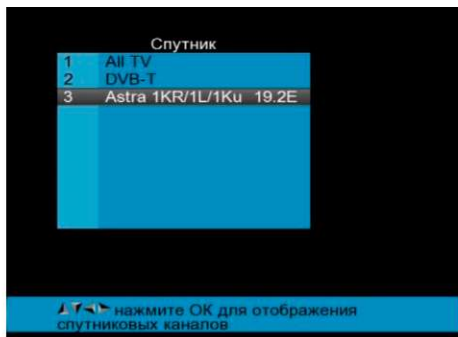 Спутник
1 All TV
2 DVB-T
3 Astra 1KR/1L/1Ku 19.2E
нажмите ОК для отображения
спутниковых каналов